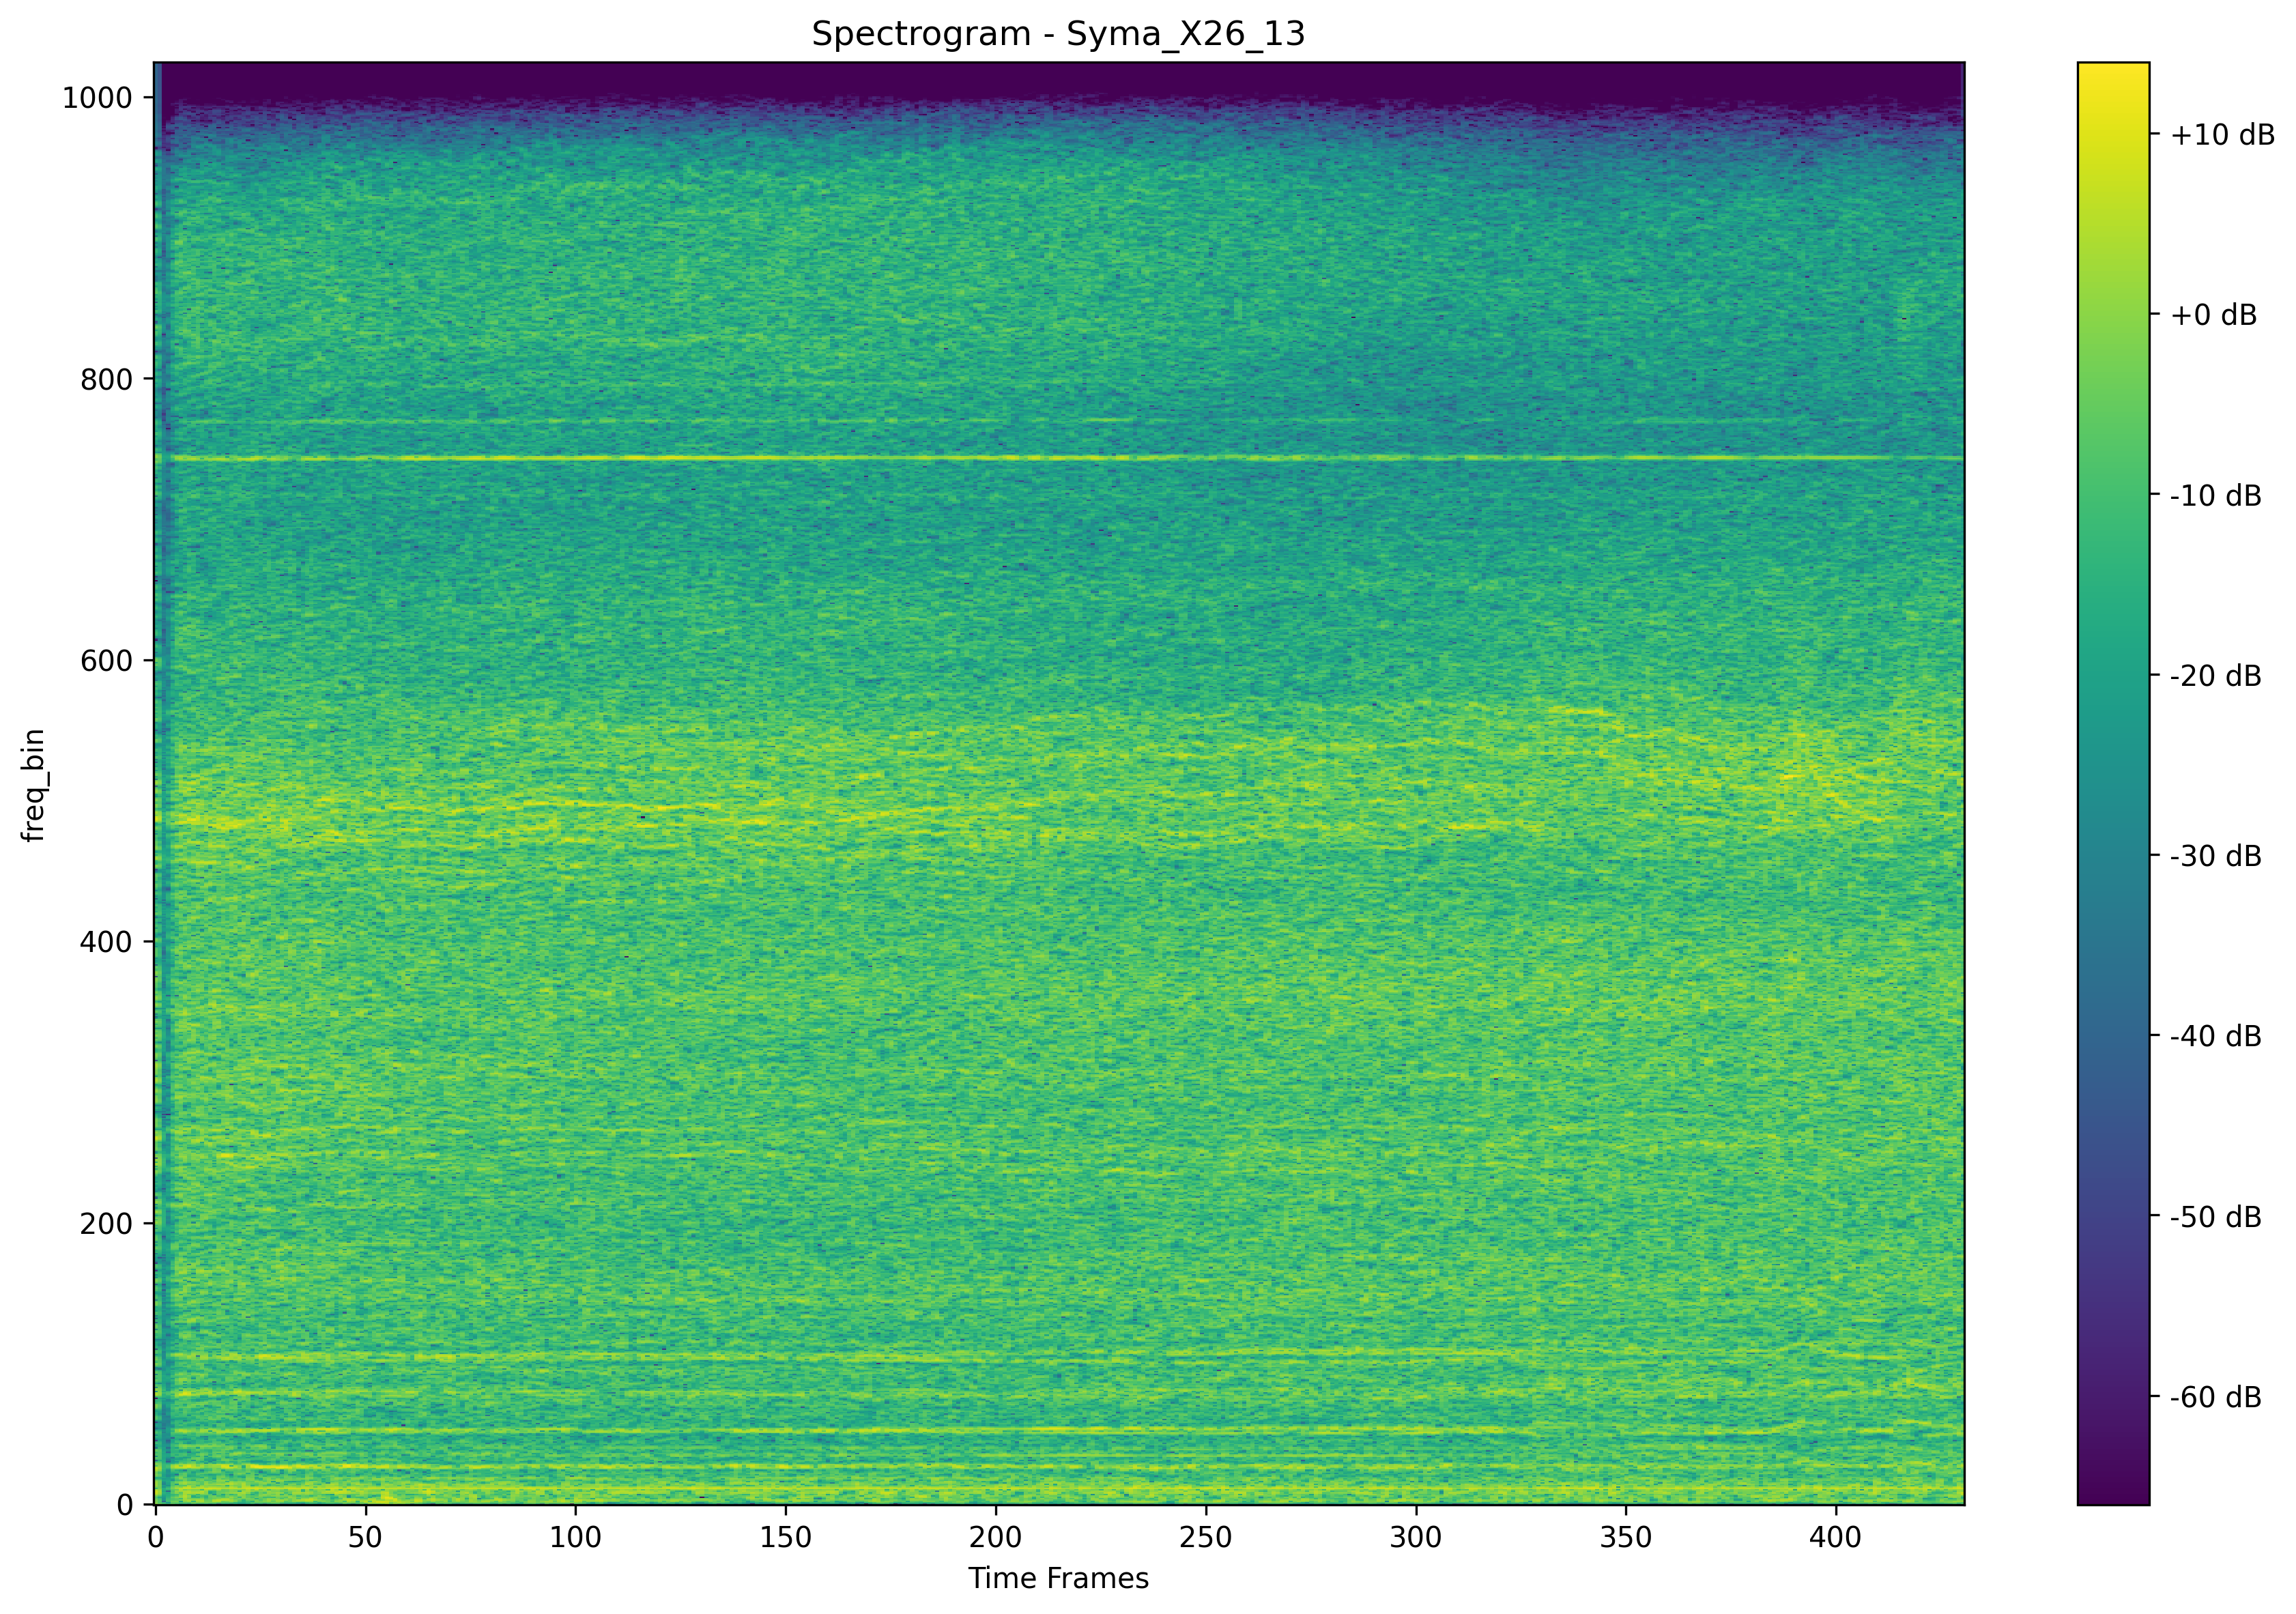 Spectrogram - Syma_X26_13
1000
800
600
400
200
0
freq_bin
0 50 100 150 200 250 300 350 400
Time Frames
+10 dB
+0 dB
-10 dB
-20 dB
-30 dB
-40 dB
-50 dB
-60 dB